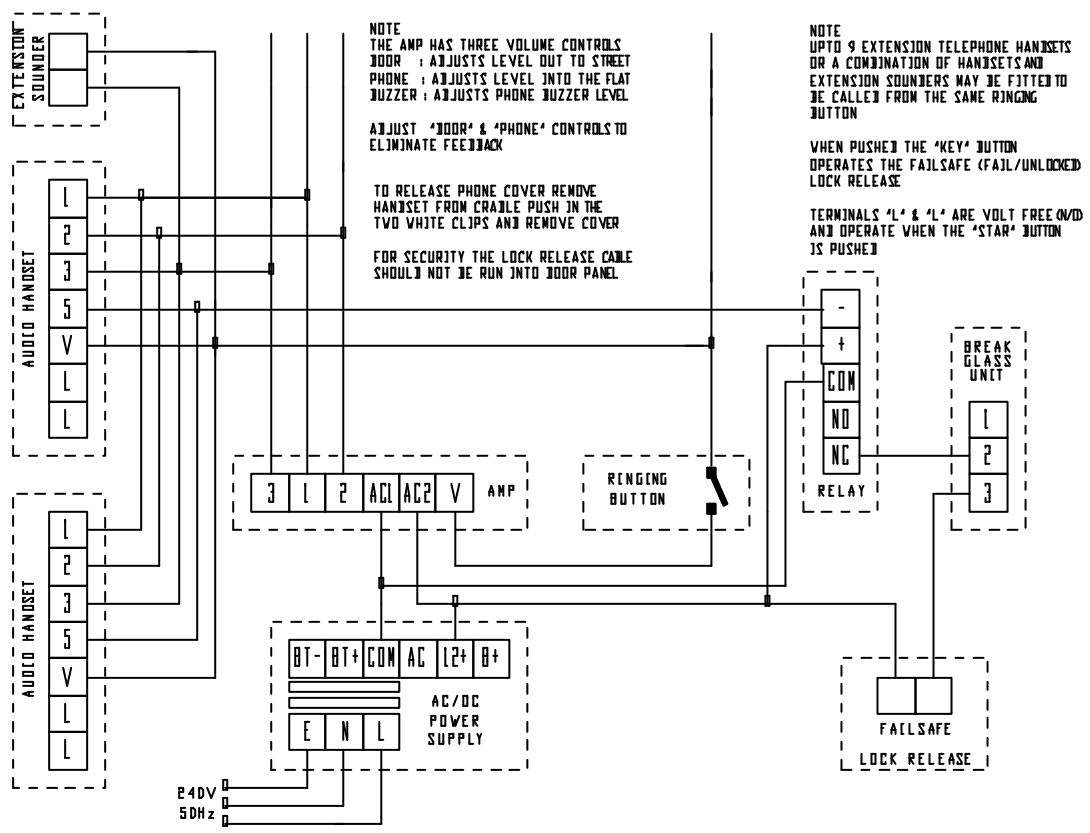 EXTENSION
SOUNDER
NOTE
THE AMP HAS THREE VOLUME CONTROLS
DOOR : ADJUSTS LEVEL OUT TO STREET
PHONE : ADJUSTS LEVEL INTO THE FLAT
BUZZER : ADJUSTS PHONE BUZZER LEVEL
ADJUST "DOOR" & "PHONE" CONTROLS TO
ELIMINATE FEEDBACK
TO RELEASE PHONE COVER REMOVE
HANDSET FROM CRADLE PUSH IN THE
TWO WHITE CLIPS AND REMOVE COVER
FOR SECURITY THE LOCK RELEASE CABLE
SHOULD NOT BE RUN INTO DOOR PANEL
NOTE
UPTO 9 EXTENSION TELEPHONE HANDSETS
OR A COMBINATION OF HANDSETS AND
EXTENSION SOUNDERS MAY BE FITTED TO
BE CALLED FROM THE SAME RINGING
BUTTON
WHEN PUSHED THE "KEY" BUTTON
OPERATES THE FAILSAFE (FAIL/UNLOCKED)
LOCK RELEASE
TERMINALS "L" & "L" ARE VOLT FREE (N/O)
AND OPERATE WHEN THE "STAR" BUTTON
IS PUSHED
AUDIO HANDSET
1
2
3
5
V
L
L
-
+
COM
NO
NC
RELAY
BREAK
GLASS
UNIT
1
2
3
3 1 2 AC1 AC2 V
AMP
RINGING
BUTTON
AUDIO HANDSET
1
2
3
5
V
L
L
BT- BT+ COM AC 12+ B+
AC/DC
POWER
SUPPLY
E N L
240V
50Hz
FAILSAFE
LOCK RELEASE